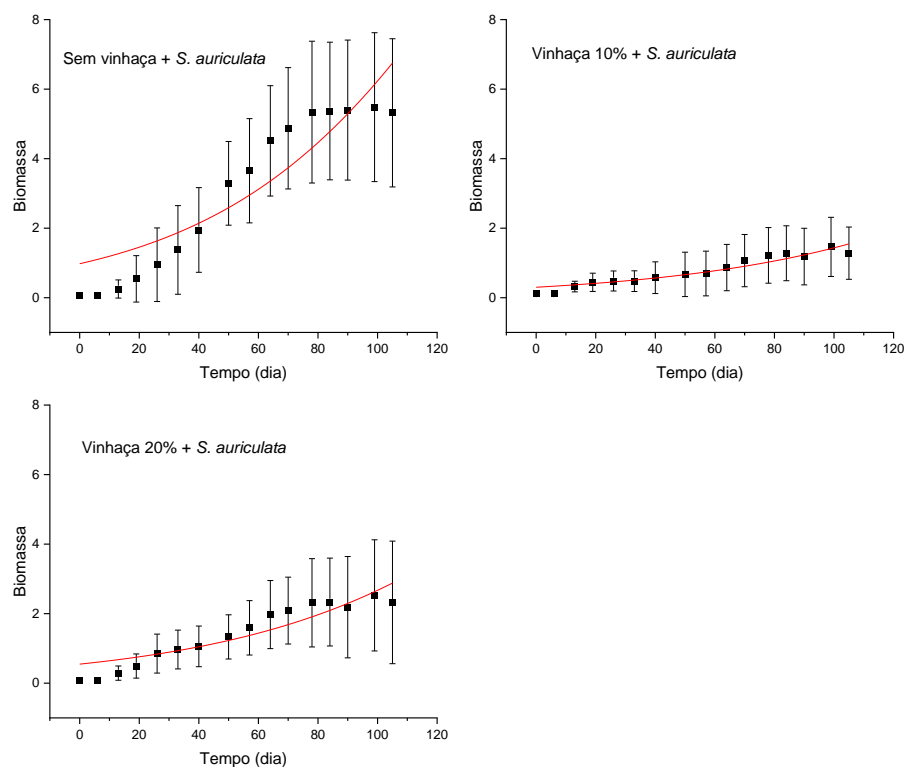 8
6
4
2
0
Biomassa
Sem vinhaça + S. auriculata
0 20 40 60 80 100 120
Tempo (dia)
8
6
4
2
0
Biomassa
Vinhaça 10% + S. auriculata
0 20 40 60 80 100 120
Tempo (dia)
8
6
4
2
0
Biomassa
Vinhaça 20% + S. auriculata
0 20 40 60 80 100 120
Tempo (dia)